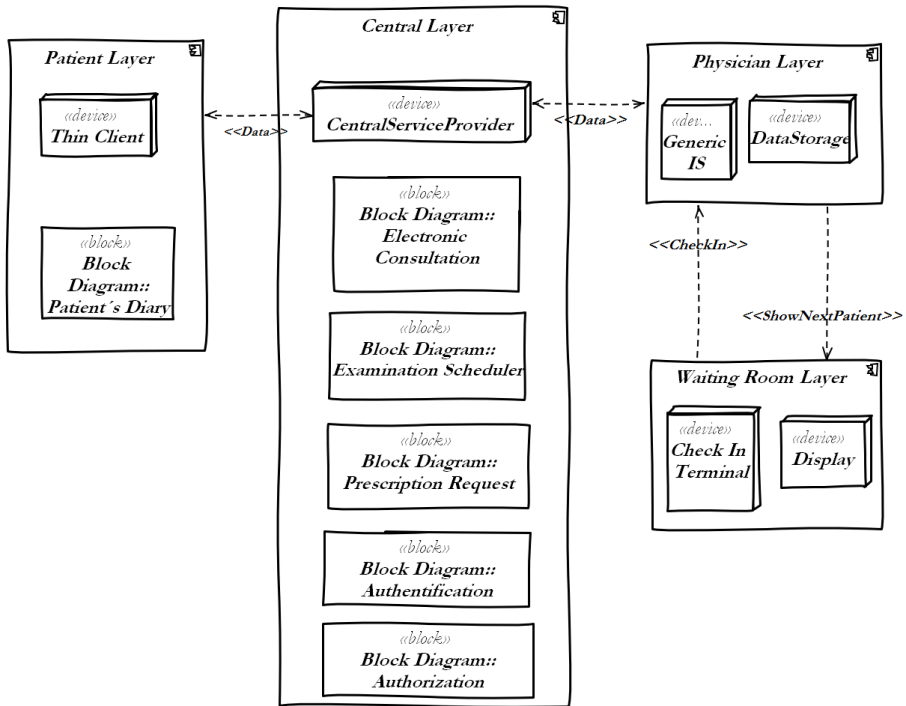 Patient Layer
«device»
Thin Client
«block»
Block
Diagram::
Patient´s Diary
<<Data>>
Central Layer
«device»
CentralServiceProvider
«block»
Block Diagram::
Electronic
Consultation
«block»
Block Diagram::
Examination Scheduler
«block»
Block Diagram::
Prescription Request
«block»
Block Diagram::
Authentification
«block»
Block Diagram::
Authorization
<<Data>>
Physician Layer
«dev...
Generic
IS
«device»
DataStorage
<<CheckIn>>
<<ShowNextPatient>>
Waiting Room Layer
«device»
Check In
Terminal
«device»
Display